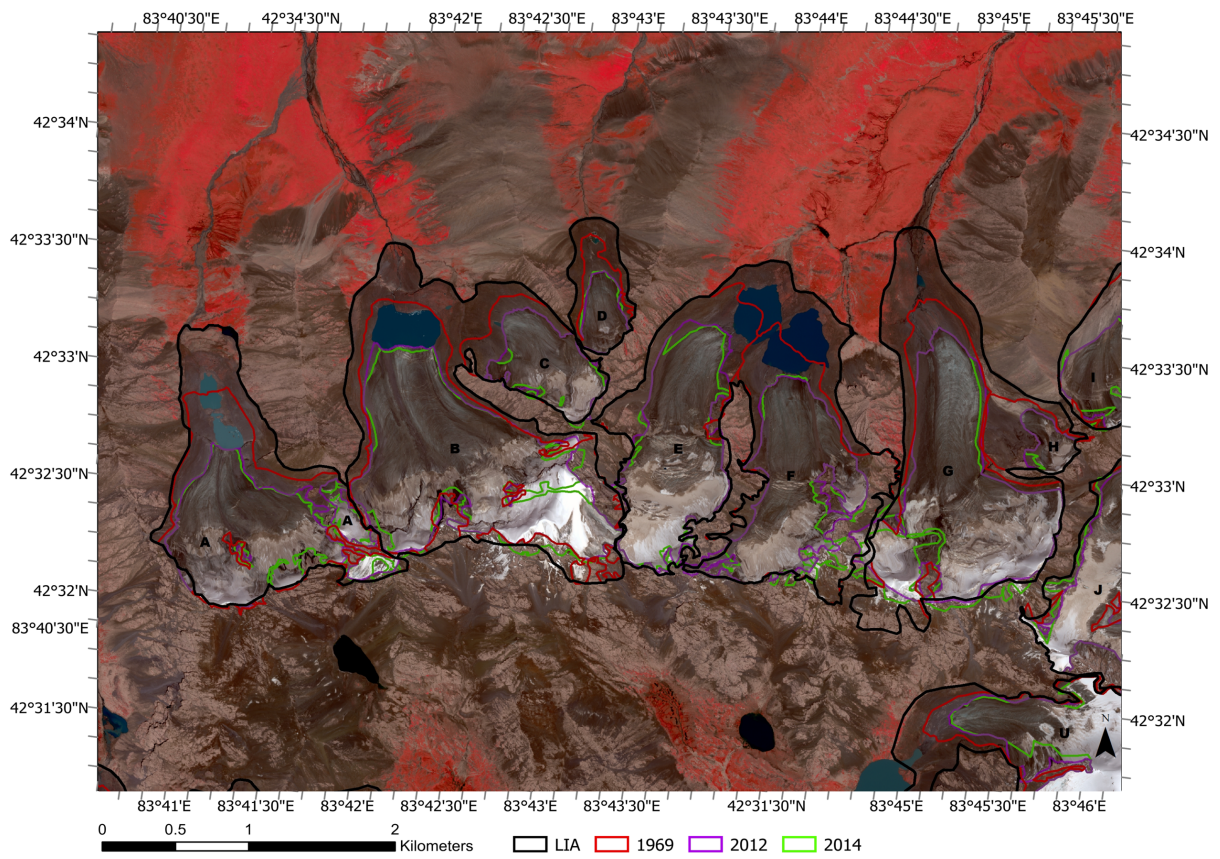 83°40'30"E 42°34'30"N 83°42'E 83°42'30"E 83°43'E 83°43'30"E 83°44'E 83°44'30"E 83°45'E 83°45'30"E
42°34'N
42°34'30"N
42°33'30"N
42°34'N
D
42°33'N
C
42°33'30"N
I
B
E
H
42°32'30"N
F
G
42°33'N
A
A
42°32'N
J
42°32'30"N
83°40'30"E
42°31'30"N
42°32'N
N
U
83°41'E 83°41'30"E 83°42'E 83°42'30"E 83°43'E 83°43'30"E 42°31'30"N 83°45'E 83°45'30"E 83°46'E
0 0.5 1 2
Kilometers
LIA 1969 2012 2014